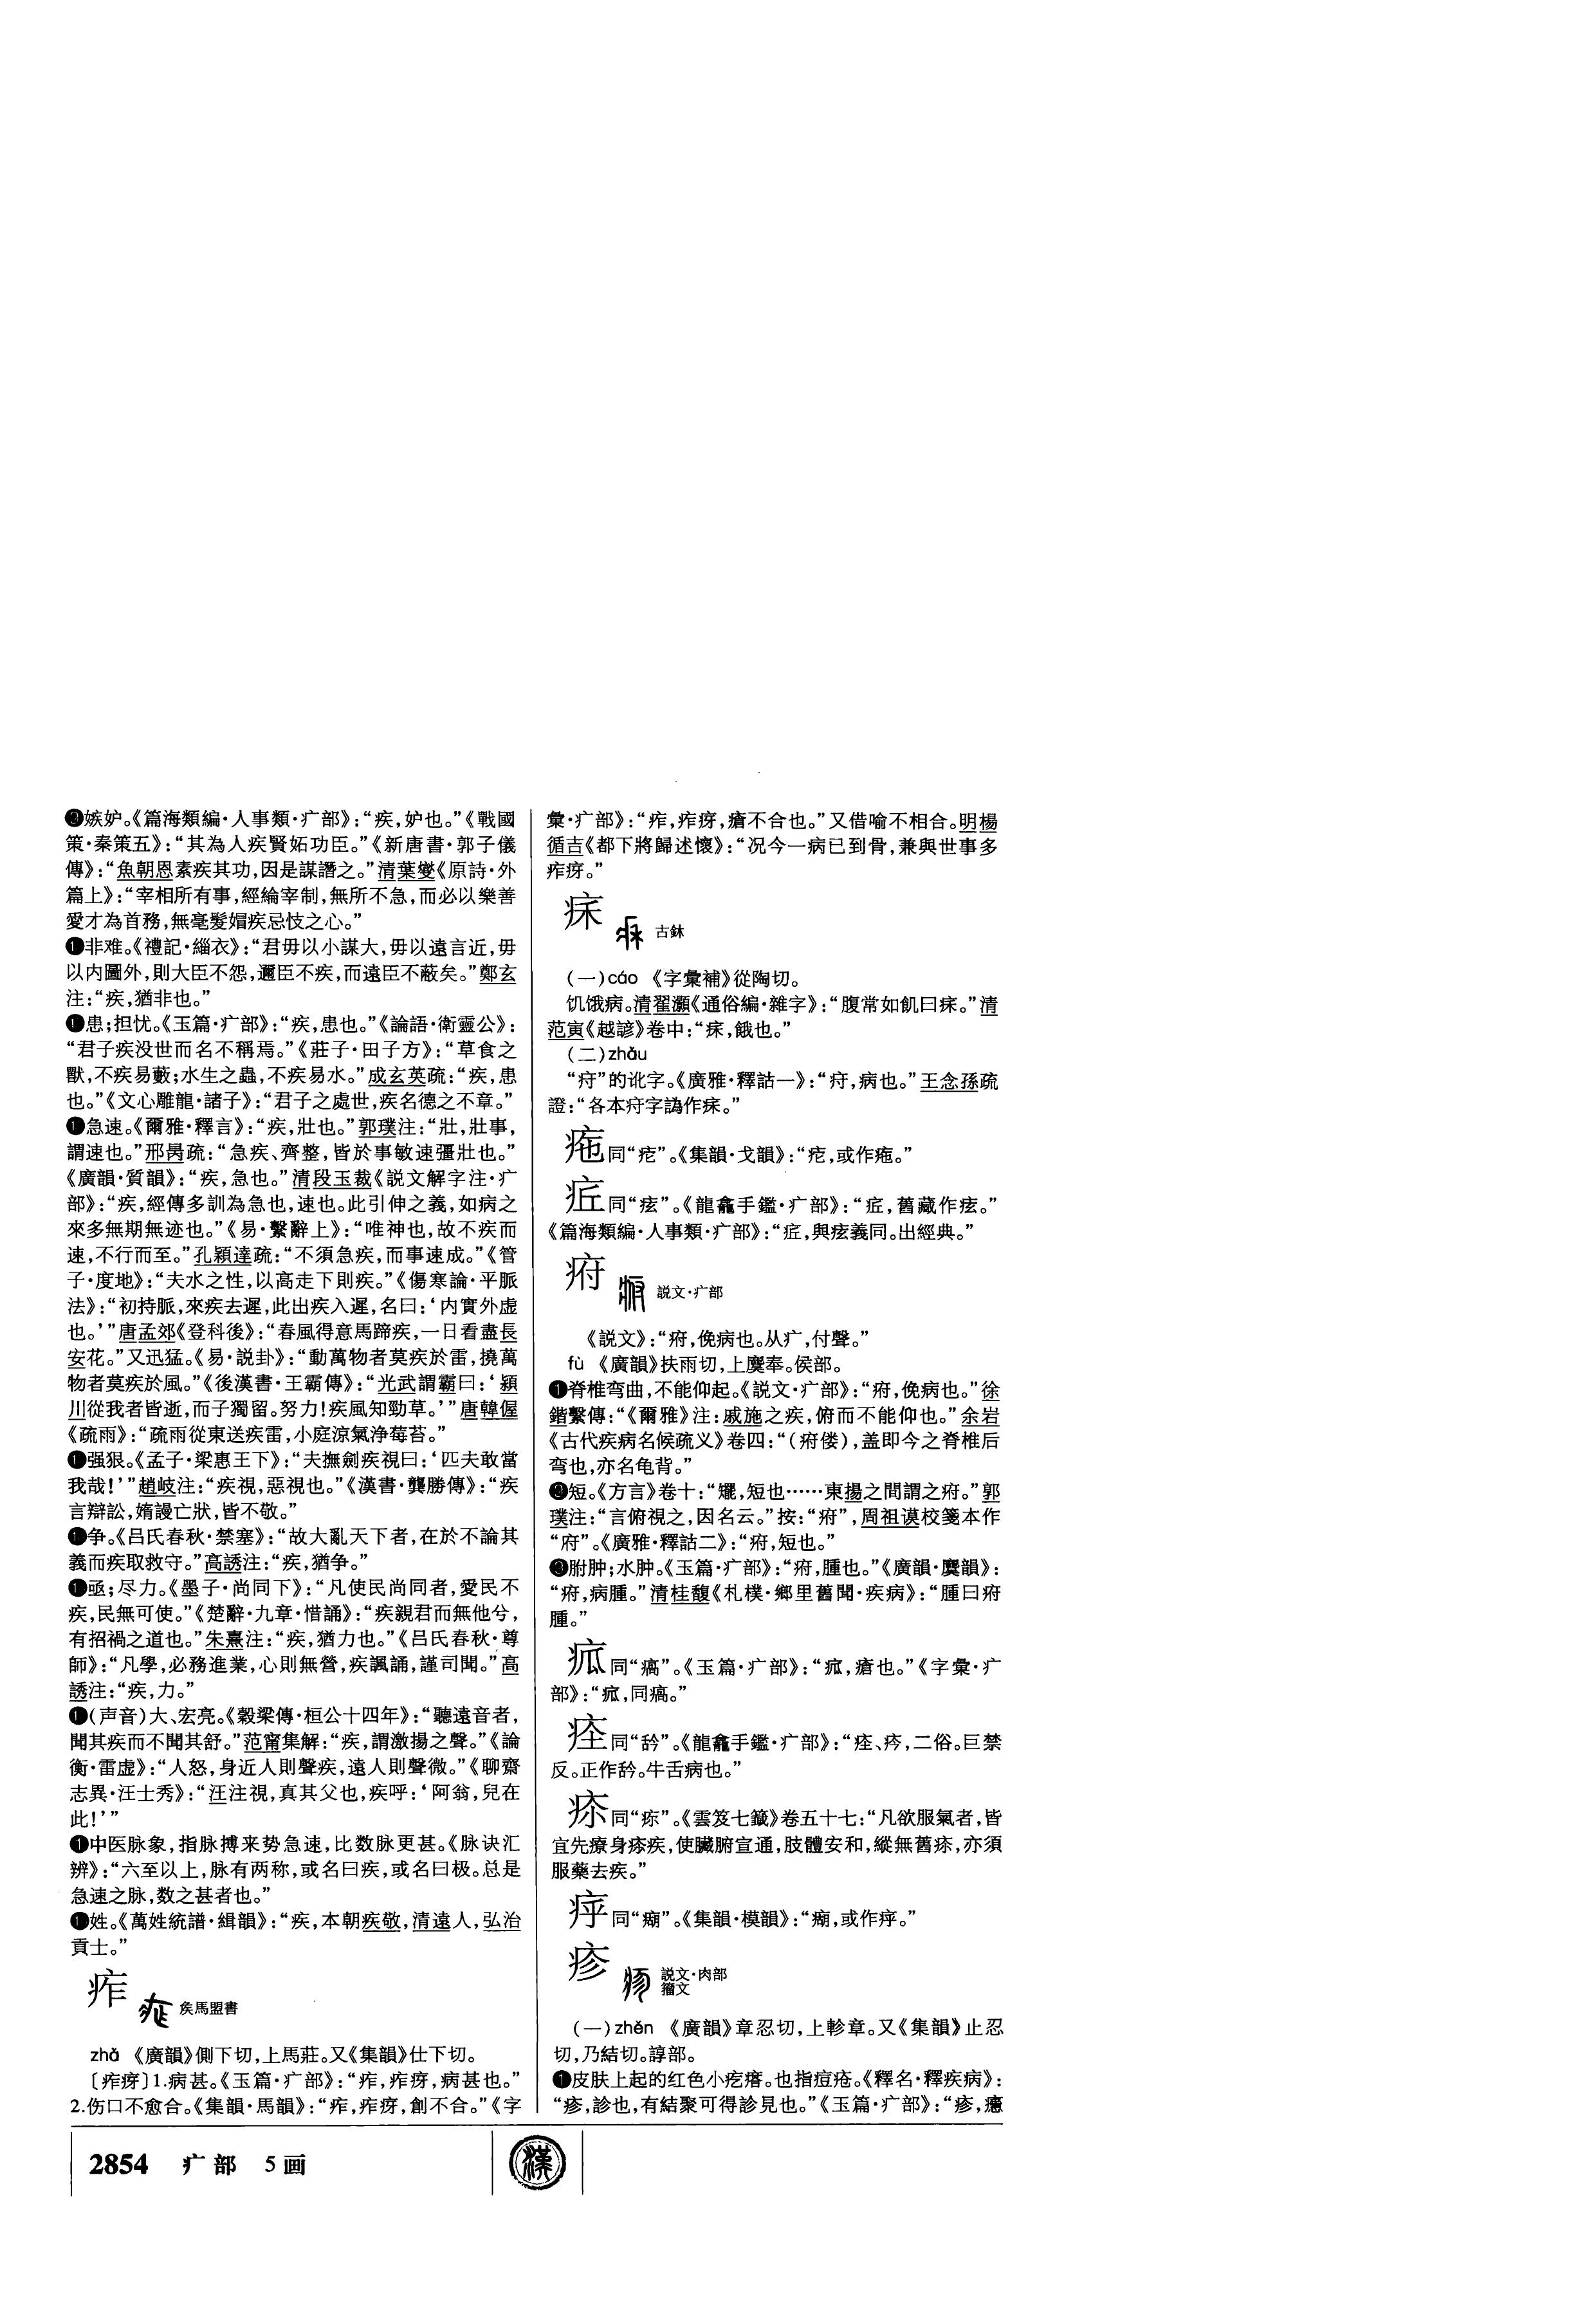 ❸嫉妒。《篇海類編·人事類·疒部》：“疾，妒也。”《戰國
策·秦策五》：“其為人疾賢妬功臣。”《新唐書·郭子儀
傳》：“魚朝恩素疾其功，因是謀譖之。”清葉燮《原詩·外
篇上》：“宰相所有事，經綸宰制，無所不急，而必以樂善
愛才為首務，無毫髮媢疾忌忮之心。”
❶非难。《禮記·緇衣》：“君毋以小謀大，毋以遠言近，毋
以内圖外，則大臣不怨，邇臣不疾，而遠臣不蔽矣。”鄭玄
注：“疾，猶非也。”
❶患；担忧。《玉篇·疒部》：“疾，患也。”《論語·衛靈公》：
“君子疾没世而名不稱焉。”《莊子·田子方》：“草食之
獸，不疾易藪；水生之蟲，不疾易水。”成玄英疏：“疾，患
也。”《文心雕龍·諸子》：“君子之處世，疾名德之不章。”
❶急速。《爾雅·釋言》：“疾，壯也。”郭璞注：“壯，壯事，
謂速也。”邢昺疏：“急疾、齊整，皆於事敏速彊壯也。”
《廣韻·質韻》：“疾，急也。”清段玉裁《説文解字注·疒
部》：“疾，經傳多訓為急也，速也。此引伸之義，如病之
來多無期無迹也。”《易·繫辭上》：“唯神也，故不疾而
速，不行而至。”孔穎達疏：“不須急疾，而事速成。”《管
子·度地》：“夫水之性，以高走下則疾。”《傷寒論·平脈
法》：“初持脈，來疾去遲，此出疾入遲，名曰：‘内實外虚
也。’”唐孟郊《登科後》：“春風得意馬蹄疾，一日看盡長
安花。”又迅猛。《易·説卦》：“動萬物者莫疾於雷，撓萬
物者莫疾於風。”《後漢書·王霸傳》：“光武謂霸曰：‘潁
川從我者皆逝，而子獨留。努力！疾風知勁草。’”唐韓偓
《疏雨》：“疏雨從東送疾雷，小庭涼氣浄莓苔。”
❶强狠。《孟子·梁惠王下》：“夫撫劍疾視曰：‘匹夫敢當
我哉！’”趙岐注：“疾視，惡視也。”《漢書·龔勝傳》：“疾
言辯訟，媠謾亡狀，皆不敬。”
❶争。《吕氏春秋·禁塞》：“故大亂天下者，在於不論其
義而疾取救守。”高誘注：“疾，猶争。”
❶亟；尽力。《墨子·尚同下》：“凡使民尚同者，愛民不
疾，民無可使。”《楚辭·九章·惜誦》：“疾親君而無他兮，
有招禍之道也。”朱熹注：“疾，猶力也。”《吕氏春秋·尊
師》：“凡學，必務進業，心則無營，疾諷誦，謹司聞。”高
誘注：“疾，力。”
❶（声音）大、宏亮。《穀梁傳·桓公十四年》：“聽遠音者，
聞其疾而不聞其舒。”范甯集解：“疾，謂激揚之聲。”《論
衡·雷虚》：“人怒，身近人則聲疾，遠人則聲微。”《聊齋
志異·汪士秀》：“汪注視，真其父也，疾呼：‘阿翁，兒在
此！’”
❶中医脉象，指脉搏来势急速，比数脉更甚。《脉诀汇
辨》：“六至以上，脉有两称，或名曰疾，或名曰极。总是
急速之脉，数之甚者也。”
❶姓。《萬姓統譜·緝韻》：“疾，本朝疾敬，清遠人，弘治
貢士。”
痄 矦馬盟書
zhǎ 《廣韻》側下切，上馬莊。又《集韻》仕下切。
〔痄疨〕1.病甚。《玉篇·疒部》：“痄，痄疨，病甚也。”
2.伤口不愈合。《集韻·馬韻》：“痄，痄疨，創不合。”《字
彙·疒部》：“痄，痄疨，瘡不合也。”又借喻不相合。明楊
循吉《都下將歸述懷》：“况今一病已到骨，兼與世事多
痄疨。”
㾄 古鉥
（一）cáo 《字彙補》從陶切。
饥饿病。清翟灝《通俗編·雜字》：“腹常如飢曰㾄。”清
范寅《越諺》卷中：“㾄，餓也。”
（二）zhǒu
“疛”的讹字。《廣雅·釋詁一》：“疛，病也。”王念孫疏
證：“各本疛字譌作㾄。”
同“疙”。《集韻·戈韻》：“疙，或作㾃。”
同“痃”。《龍龕手鑑·疒部》：“㽵，舊藏作痃。”
《篇海類編·人事類·疒部》：“㽵，與痃義同。出經典。”
㾈 説文·疒部
《説文》：“㾈，俛病也。从疒，付聲。”
fù 《廣韻》扶雨切，上麌奉。侯部。
❶脊椎弯曲，不能仰起。《説文·疒部》：“㾈，俛病也。”徐
鍇繫傳：“《爾雅》注：戚施之疾，俯而不能仰也。”余岩
《古代疾病名候疏义》卷四：“（㾈偻），盖即今之脊椎后
弯也，亦名龟背。”
❷短。《方言》卷十：“㿦，短也……東揚之間謂之㾈。”郭
璞注：“言俯視之，因名云。”按：“㾈”，周祖谟校箋本作
“府”。《廣雅·釋詁二》：“㾈，短也。”
❸胕肿；水肿。《玉篇·疒部》：“㾈，腫也。”《廣韻·麌韻》：
“㾈，病腫。”清桂馥《札樸·鄉里舊聞·疾病》：“腫曰㾈
腫。”
同“㾎”。《玉篇·疒部》：“㽿，瘡也。”《字彙·疒
部》：“㽿，同㾎。”
同“䶖”。《龍龕手鑑·疒部》：“㾀、㽸，二俗。巨禁
反。正作䶖。牛舌病也。”
同“疹”。《雲笈七籤》卷五十七：“凡欲服氣者，皆
宜先療身疹疾，使臟腑宣通，肢體安和，縱無舊疹，亦須
服藥去疾。”
同“瘹”。《集韻·模韻》：“瘹，或作㾇。”
疹 説文·肉部
籀文
（一）zhěn 《廣韻》章忍切，上軫章。又《集韻》止忍
切，乃結切。諄部。
❶皮肤上起的红色小疙瘩。也指痘疮。《釋名·釋疾病》：
“疹，診也，有結聚可得診見也。”《玉篇·疒部》：“疹，癮
2854 疒部 5画
漢